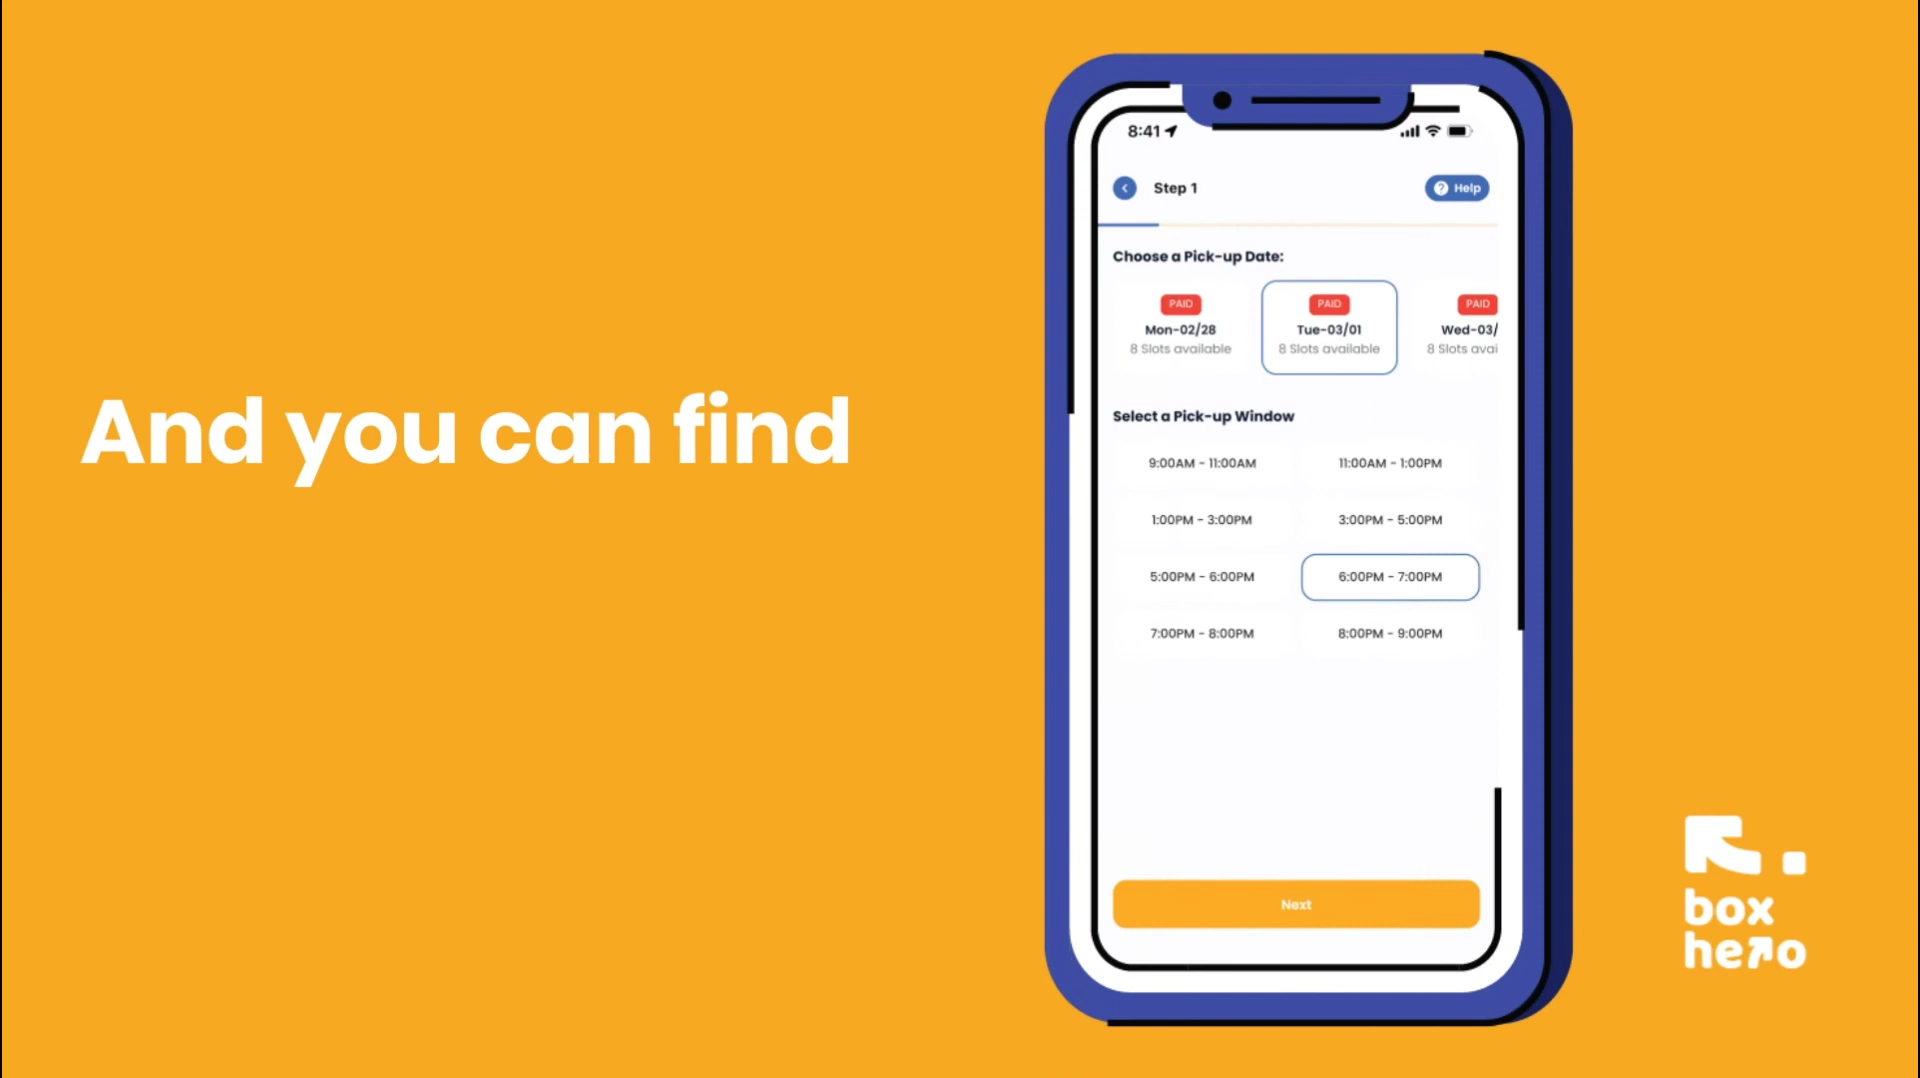 And you can find
8:41
Step 1
? Help
Choose a Pick-up Date:
PAID PAID PAID
Mon-02/28 Tue-03/01 Wed-03/
8 Slots available 8 Slots available 8 Slots avai
Select a Pick-up Window
9:00AM - 11:00AM 11:00AM - 1:00PM
1:00PM - 3:00PM 3:00PM - 5:00PM
5:00PM - 6:00PM 6:00PM - 7:00PM
7:00PM - 8:00PM 8:00PM - 9:00PM
Next
box
hero